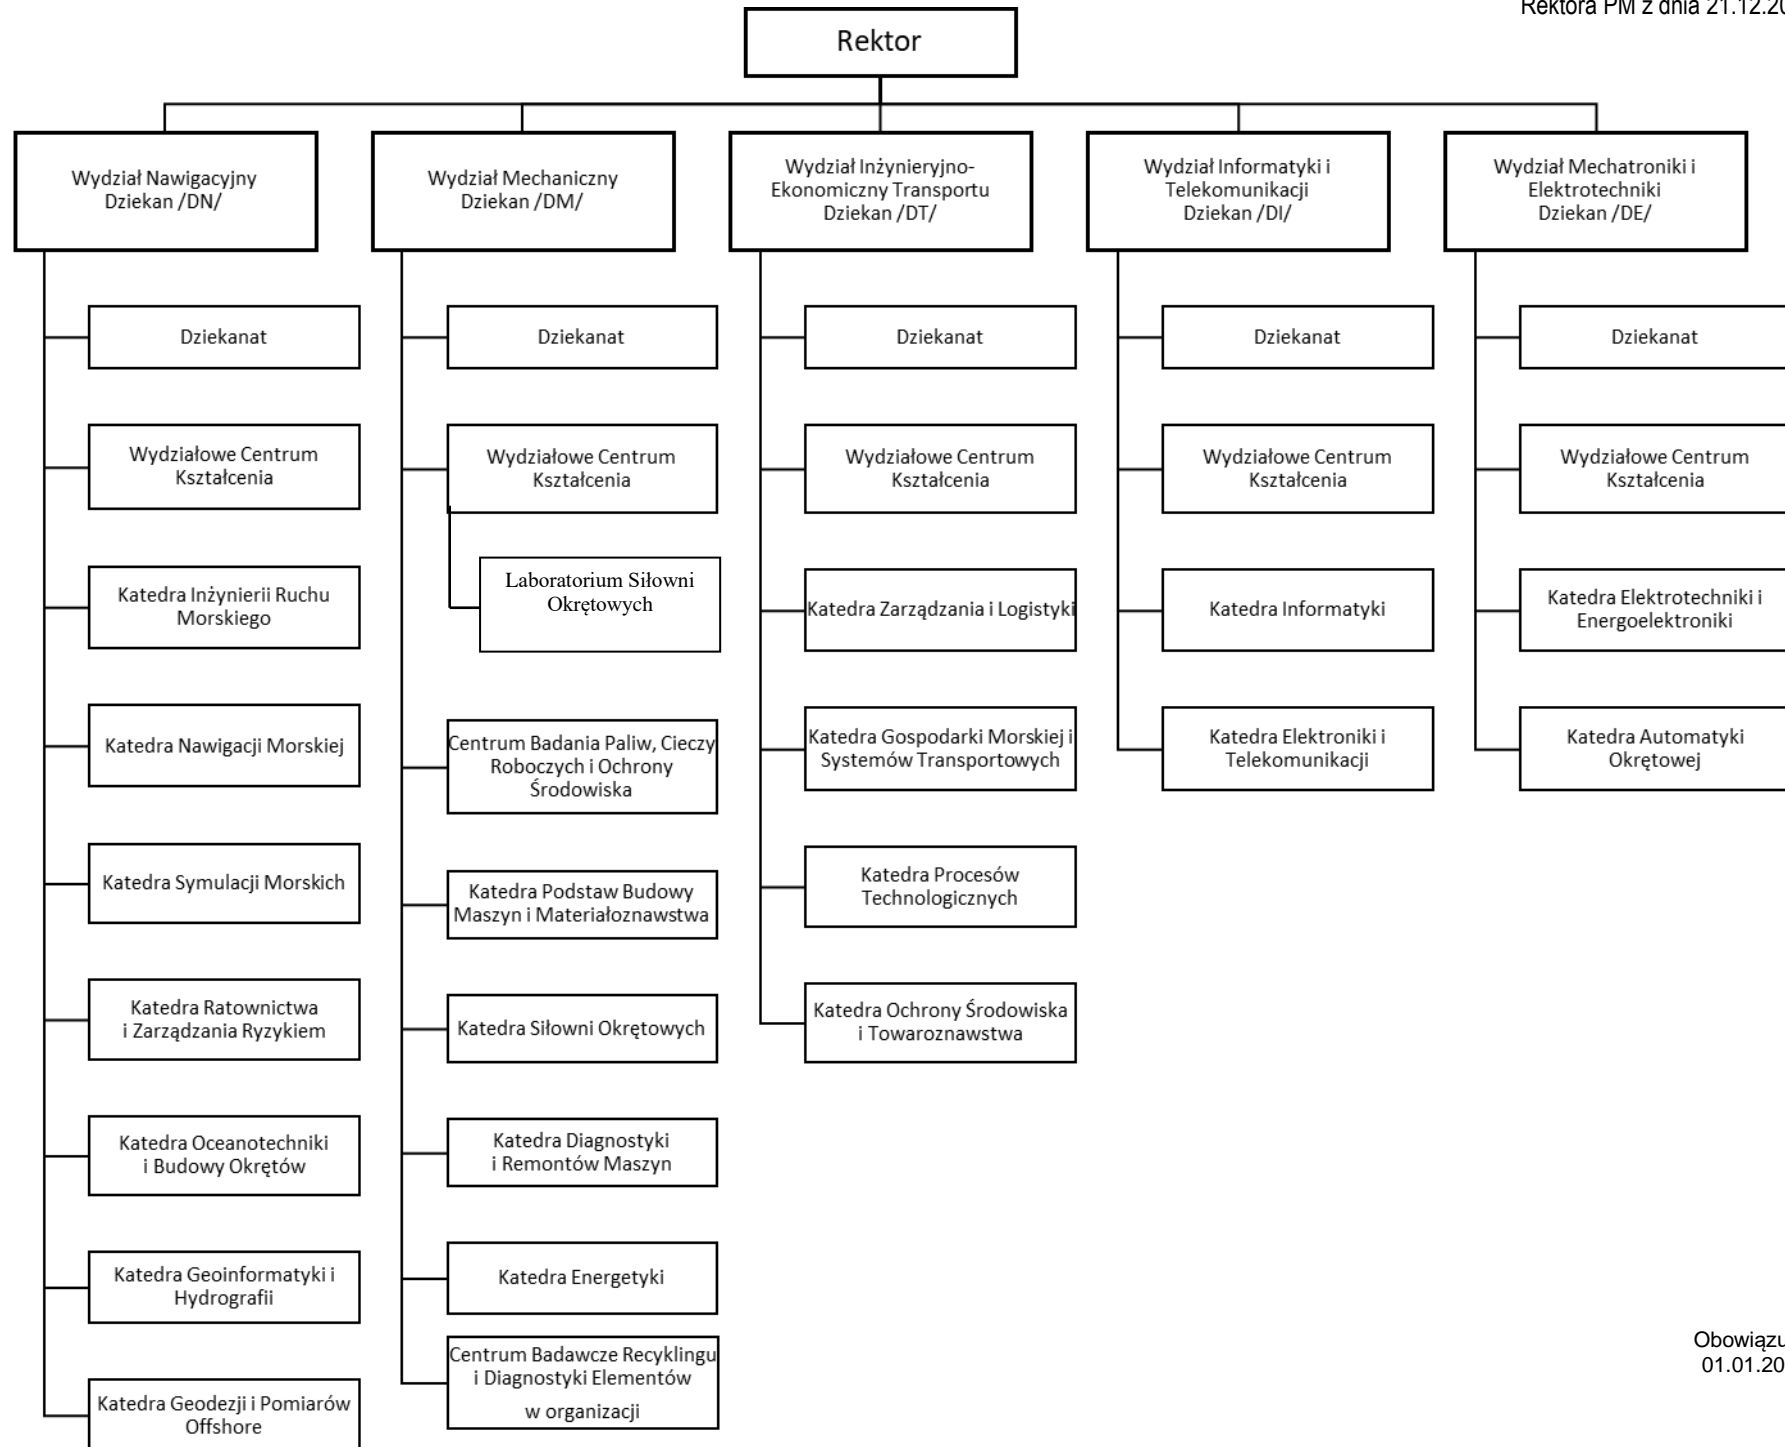 Rektora PM z dnia 21.12.20
Rektor
Wydział Nawigacyjny
Dziekan /DN/
Wydział Mechaniczny
Dziekan /DM/
Wydział Inżynieryjno-
Ekonomiczny Transportu
Dziekan /DT/
Wydział Informatyki i
Telekomunikacji
Dziekan /DI/
Wydział Mechatroniki i
Elektrotechniki
Dziekan /DE/
Dziekanat
Wydziałowe Centrum
Kształcenia
Katedra Inżynierii Ruchu
Morskiego
Katedra Nawigacji Morskiej
Katedra Symulacji Morskich
Katedra Ratownictwa
i Zarządzania Ryzykiem
Katedra Oceanotechniki
i Budowy Okrętów
Katedra Geoinformatyki i
Hydrografii
Katedra Geodezji i Pomiarów
Offshore
Dziekanat
Wydziałowe Centrum
Kształcenia
Laboratorium Siłowni
Okrętowych
Centrum Badania Paliw, Cieczy
Roboczych i Ochrony
Środowiska
Katedra Podstaw Budowy
Maszyn i Materiałoznawstwa
Katedra Siłowni Okrętowych
Katedra Diagnostyki
i Remontów Maszyn
Katedra Energetyki
Centrum Badawcze Recyklingu
i Diagnostyki Elementów
w organizacji
Dziekanat
Wydziałowe Centrum
Kształcenia
Katedra Zarządzania i Logistyki
Katedra Gospodarki Morskiej i
Systemów Transportowych
Katedra Procesów
Technologicznych
Katedra Ochrony Środowiska
i Towaroznawstwa
Dziekanat
Wydziałowe Centrum
Kształcenia
Katedra Informatyki
Katedra Elektroniki i
Telekomunikacji
Dziekanat
Wydziałowe Centrum
Kształcenia
Katedra Elektrotechniki i
Energoelektroniki
Katedra Automatyki
Okrętowej
Obowiązu
01.01.20